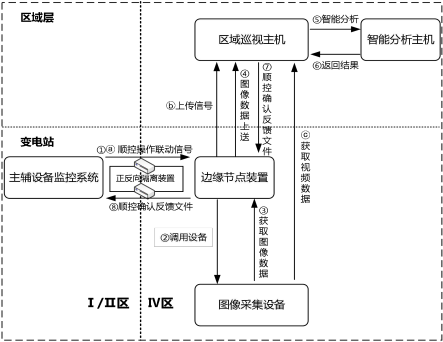 区域层
区域巡视主机
⑤智能分析
智能分析主机
⑥返回结果
ⓑ上传信号
④图像数据上送
⑦顺控确认反馈文件
ⓒ获取视频数据
变电站
①ⓐ 顺控操作联动信号
主辅设备监控系统
正反向隔离装置
边缘节点装置
⑧顺控确认反馈文件
②调用设备
③获取图像数据
图像采集设备
I/II区
IV区